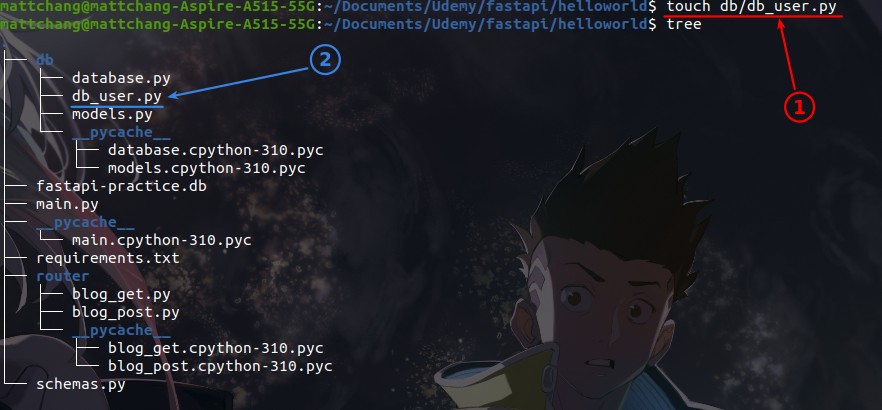 mattchang@mattchang-Aspire-A515-55G:~/Documents/Udemy/fastapi/helloworld$ touch db/db_user.py
mattchang@mattchang-Aspire-A515-55G:~/Documents/Udemy/fastapi/helloworld$ tree
.
├── db
│   ├── database.py
│   ├── db_user.py
│   ├── models.py
│   └── __pycache__
│       ├── database.cpython-310.pyc
│       └── models.cpython-310.pyc
├── fastapi-practice.db
├── main.py
├── __pycache__
│   └── main.cpython-310.pyc
├── requirements.txt
├── router
│   ├── blog_get.py
│   ├── blog_post.py
│   └── __pycache__
│       ├── blog_get.cpython-310.pyc
│       └── blog_post.cpython-310.pyc
└── schemas.py
1
2